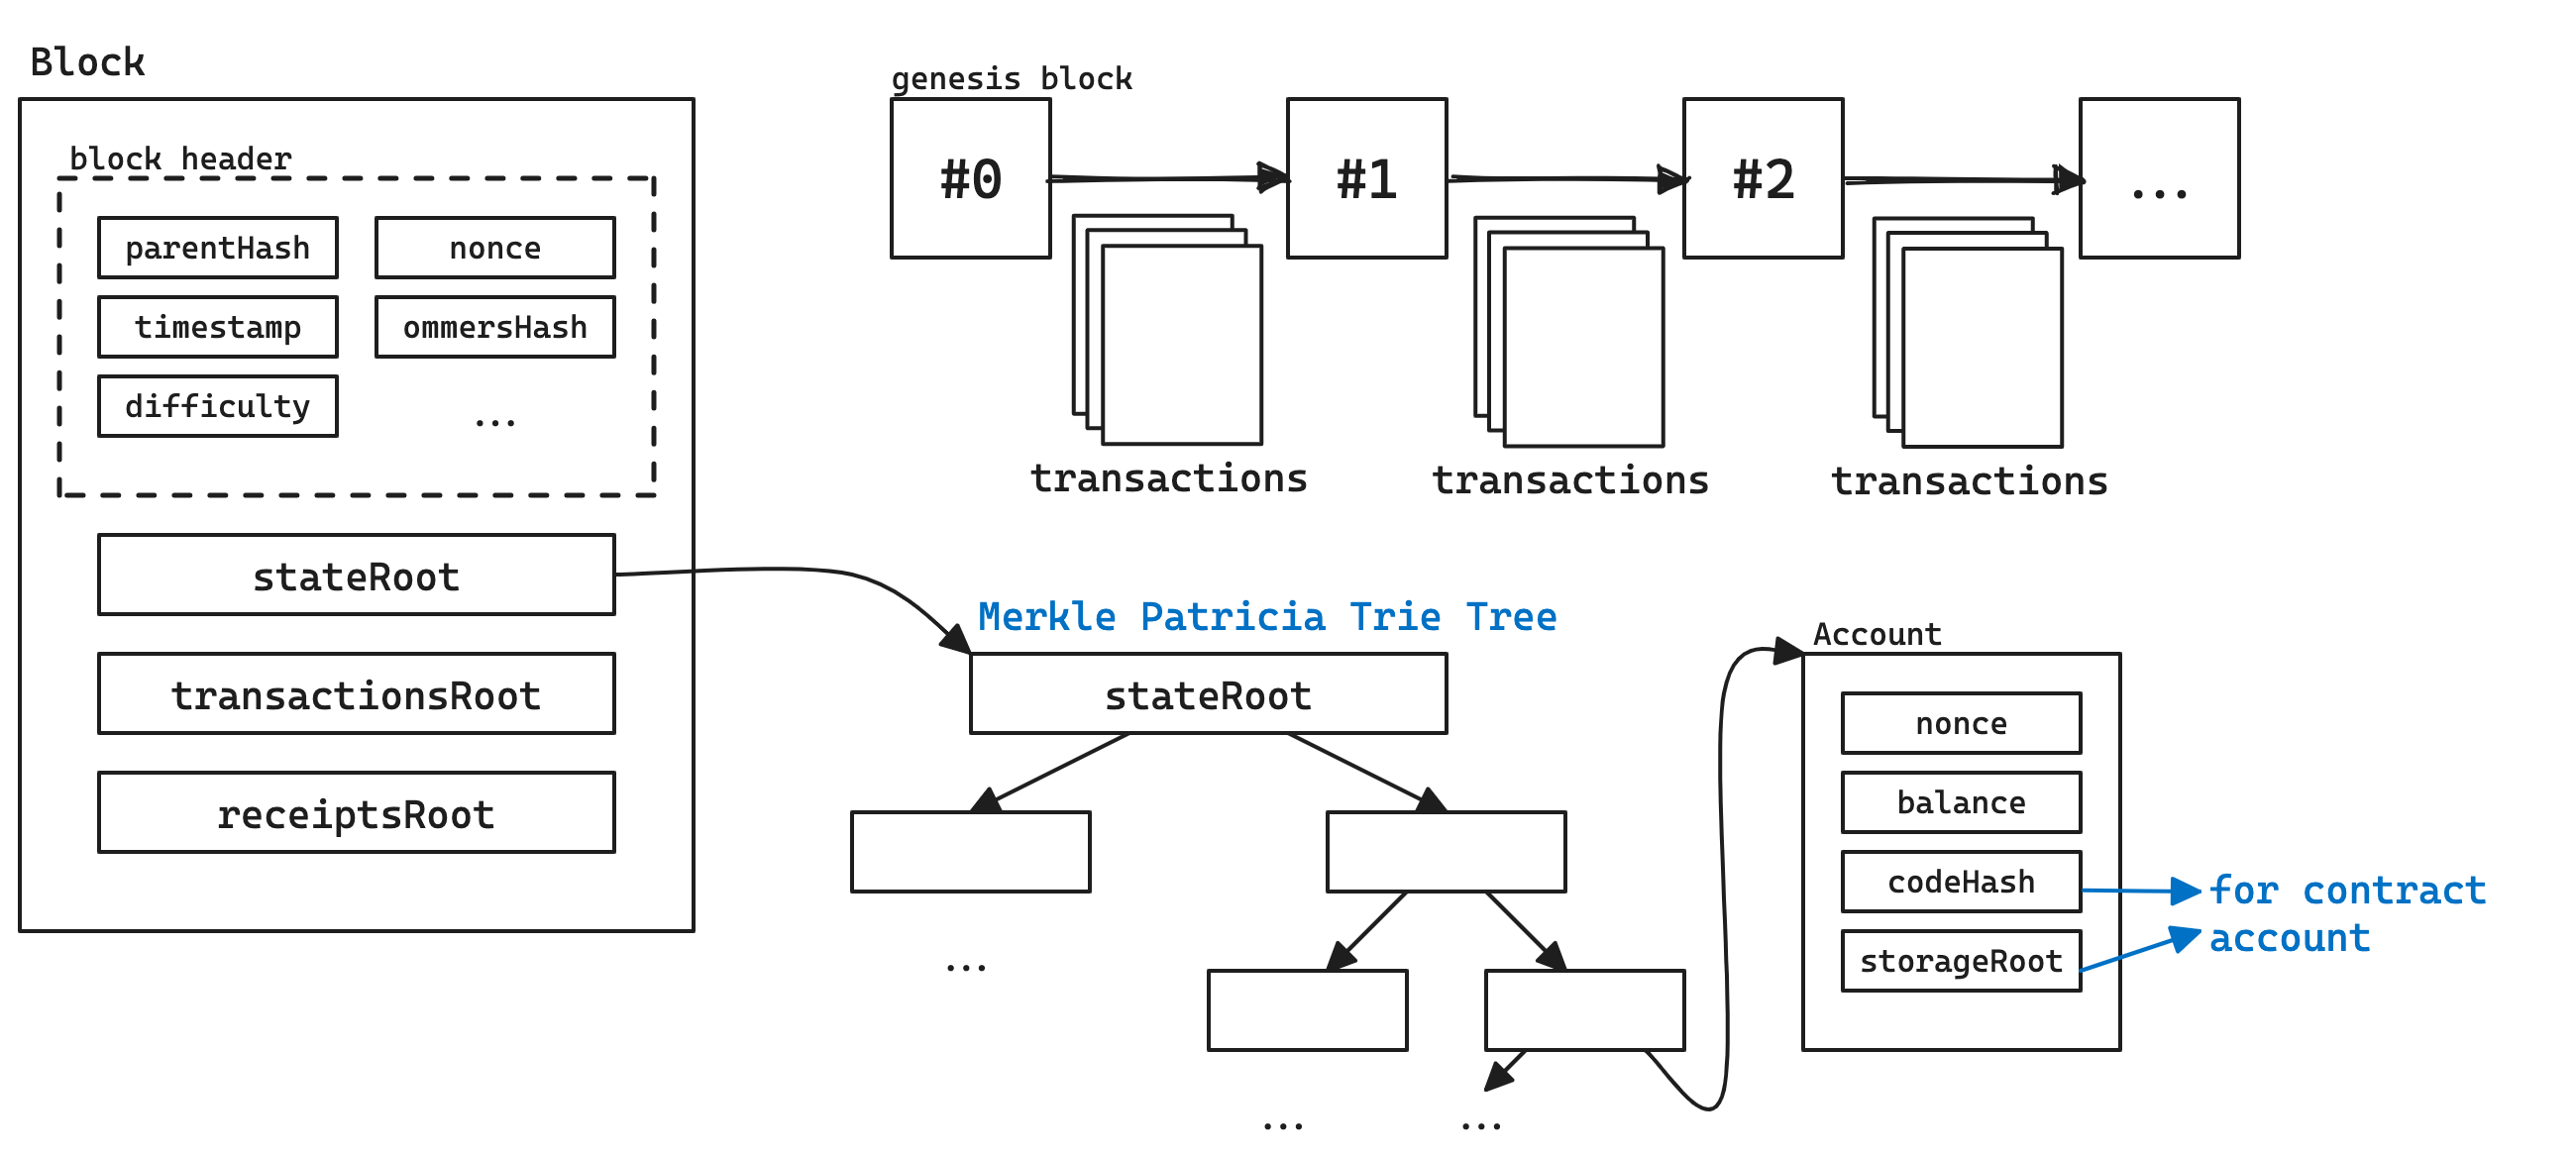 Block
block header
parentHash
nonce
timestamp
ommersHash
difficulty
...
stateRoot
transactionsRoot
receiptsRoot
genesis block
#0
#1
#2
...
transactions
transactions
transactions
Merkle Patricia Trie Tree
stateRoot
...
...
...
Account
nonce
balance
codeHash
storageRoot
for contract
account